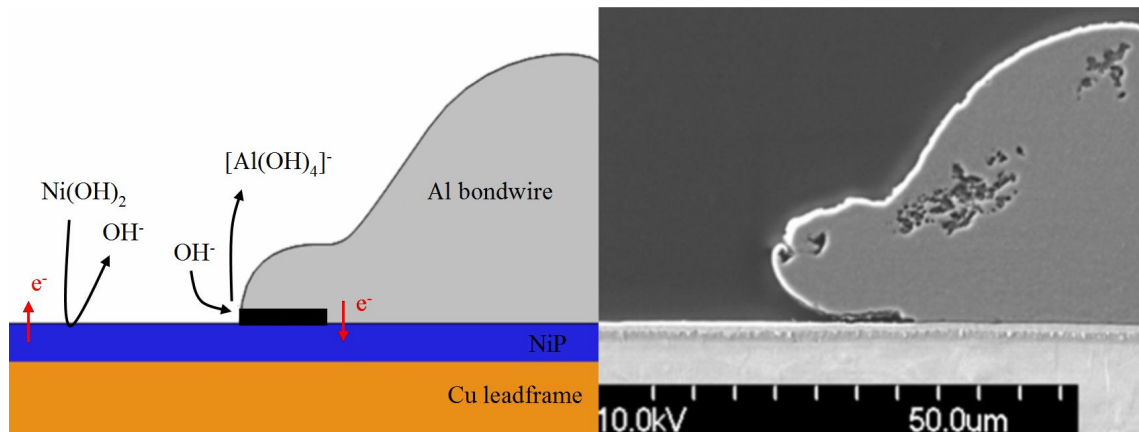 [Al(OH)4]-
Ni(OH)2
Al bondwire
OH-
OH-
e-
e-
NiP
Cu leadframe
10.0kV
50.0um